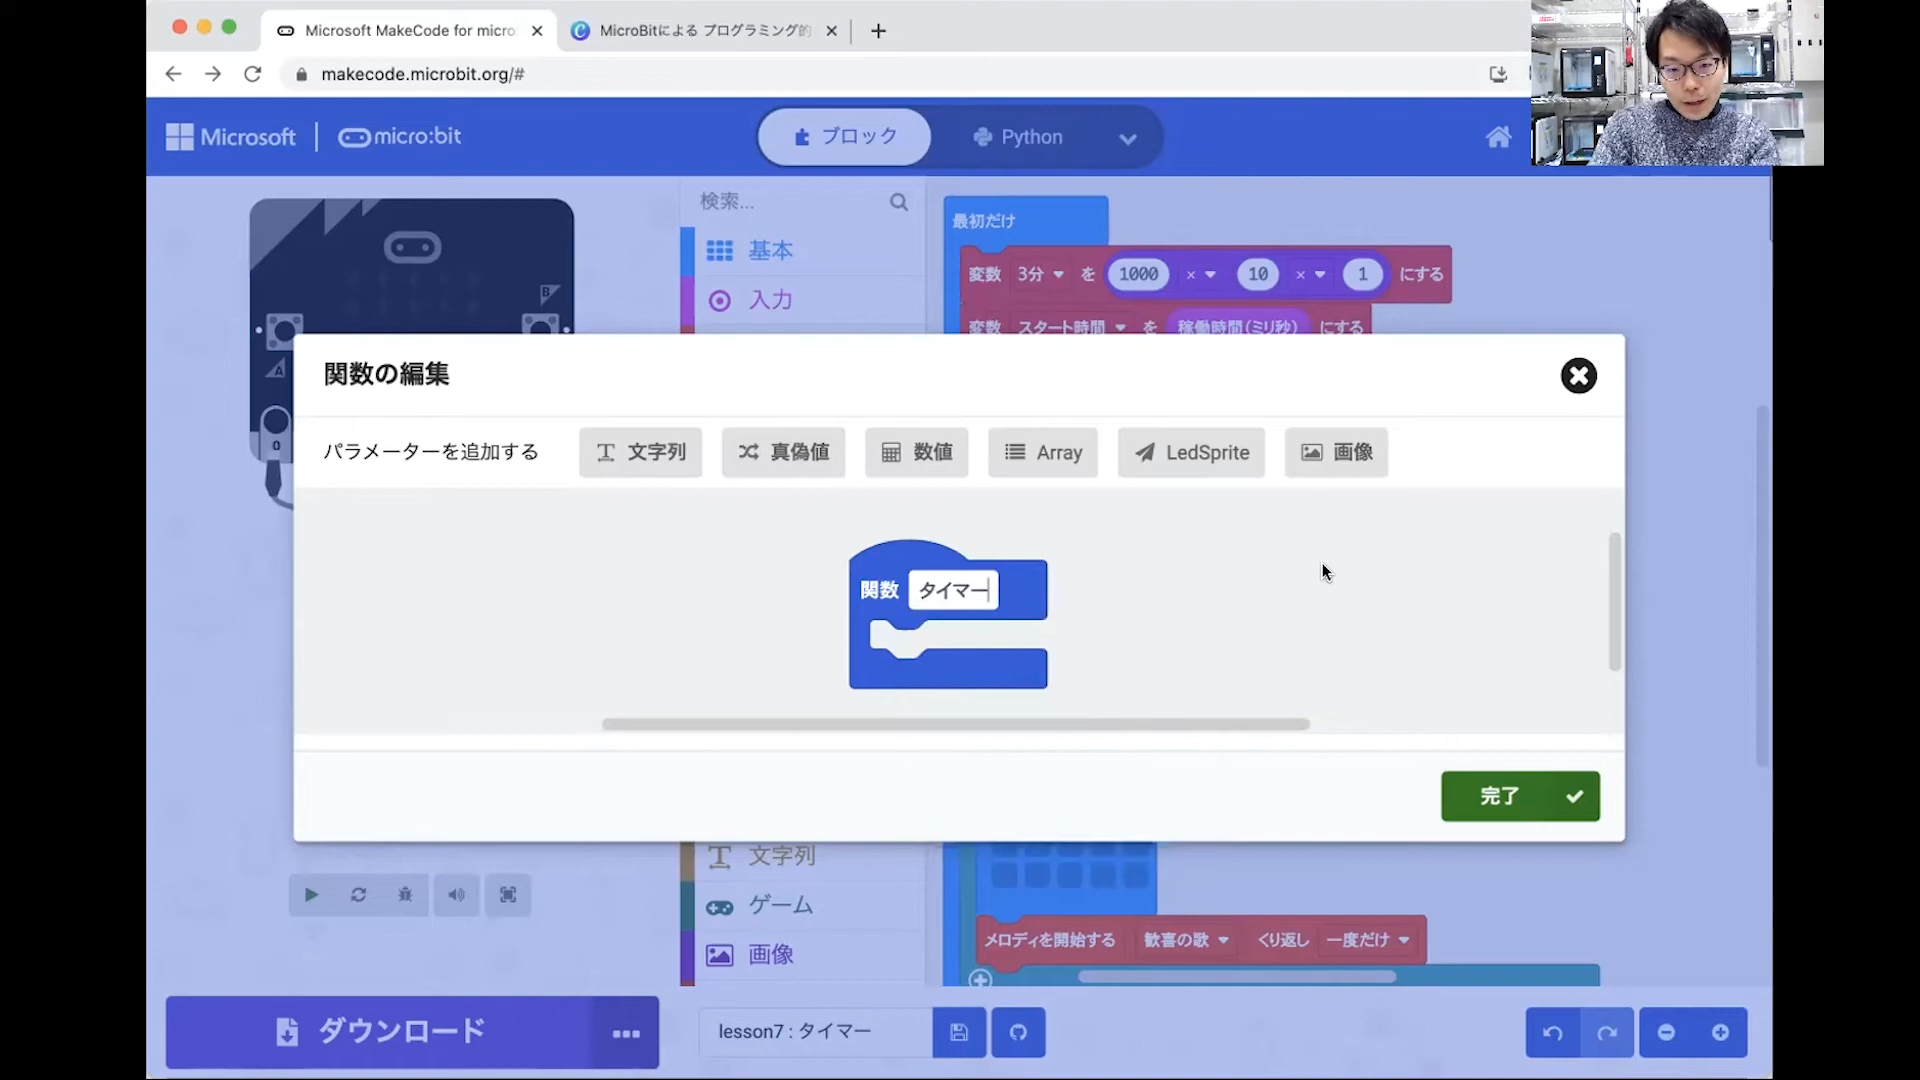 Microsoft MakeCode for micro
MicroBitによる プログラミング的
makecode.microbit.org/#
Microsoft
micro:bit
ブロック
Python
検索...
基本
入力
最初だけ
変数 3分 を 1000 × 10 × 1 にする
変数 スタート時間 を 稼働時間(ミリ秒) にする
B
A
0
関数の編集
パラメーターを追加する
文字列
真偽値
数値
Array
LedSprite
画像
関数 タイマー
完了
文字列
ゲーム
画像
メロディを開始する 歓喜の歌 くり返し 一度だけ
ダウンロード
lesson7 : タイマー